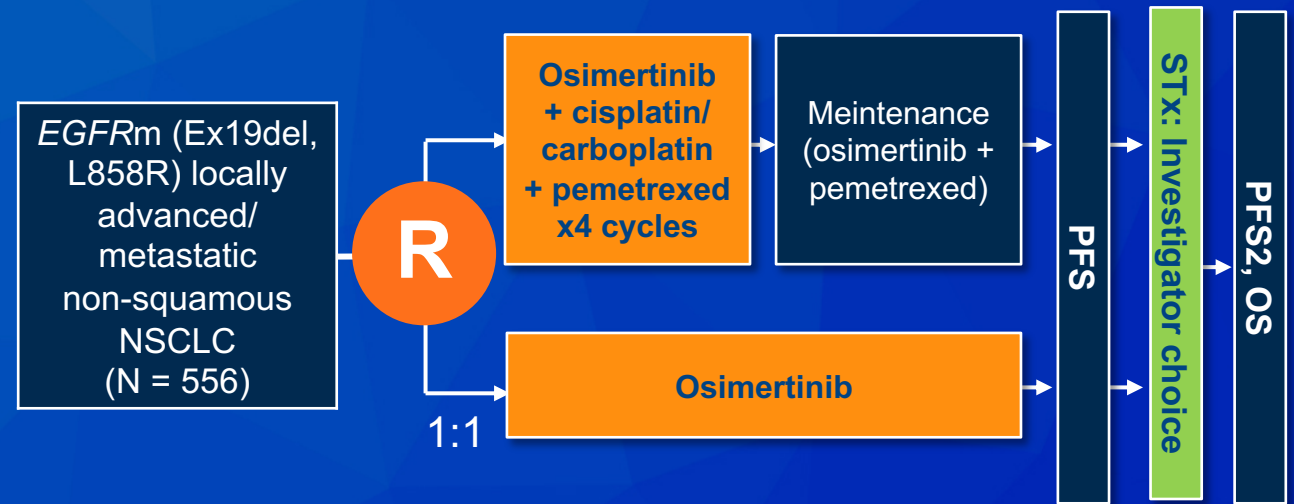 EGFRm (Ex19del,
L858R) locally
advanced/
metastatic
non-squamous
NSCLC
(N = 556)
R
1:1
Osimertinib
+ cisplatin/
carboplatin
+ pemetrexed
x4 cycles
Meintenance
(osimertinib +
pemetrexed)
Osimertinib
PFS
STx: Investigator choice
PFS2, OS